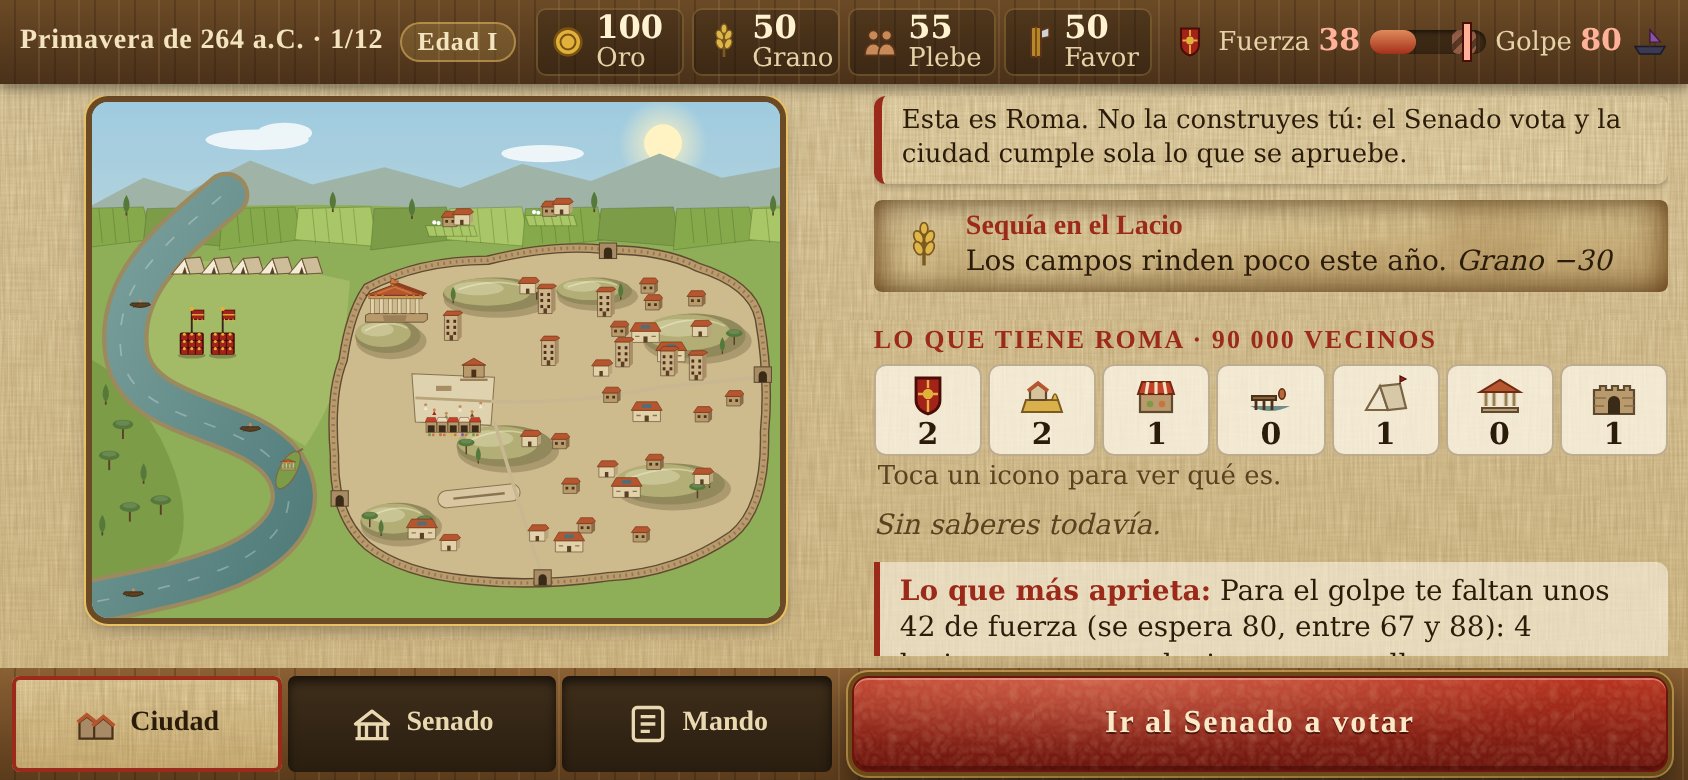 Primavera de 264 a.C. · 1/12
Edad I
100
Oro
50
Grano
55
Plebe
50
Favor
Fuerza 38
Golpe 80
Esta es Roma. No la construyes tú: el Senado vota y la
ciudad cumple sola lo que se apruebe.
Sequía en el Lacio
Los campos rinden poco este año. Grano −30
LO QUE TIENE ROMA · 90 000 VECINOS
2
2
1
0
1
0
1
Toca un icono para ver qué es.
Sin saberes todavía.
Lo que más aprieta: Para el golpe te faltan unos
42 de fuerza (se espera 80, entre 67 y 88): 4
Ciudad
Senado
Mando
Ir al Senado a votar